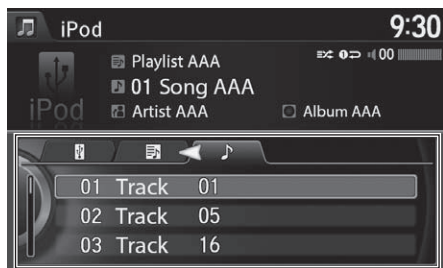 iPod 9:30
Playlist AAA
00
01 Song AAA
iPod Artist AAA Album AAA
01 Track 01
02 Track 05
03 Track 16